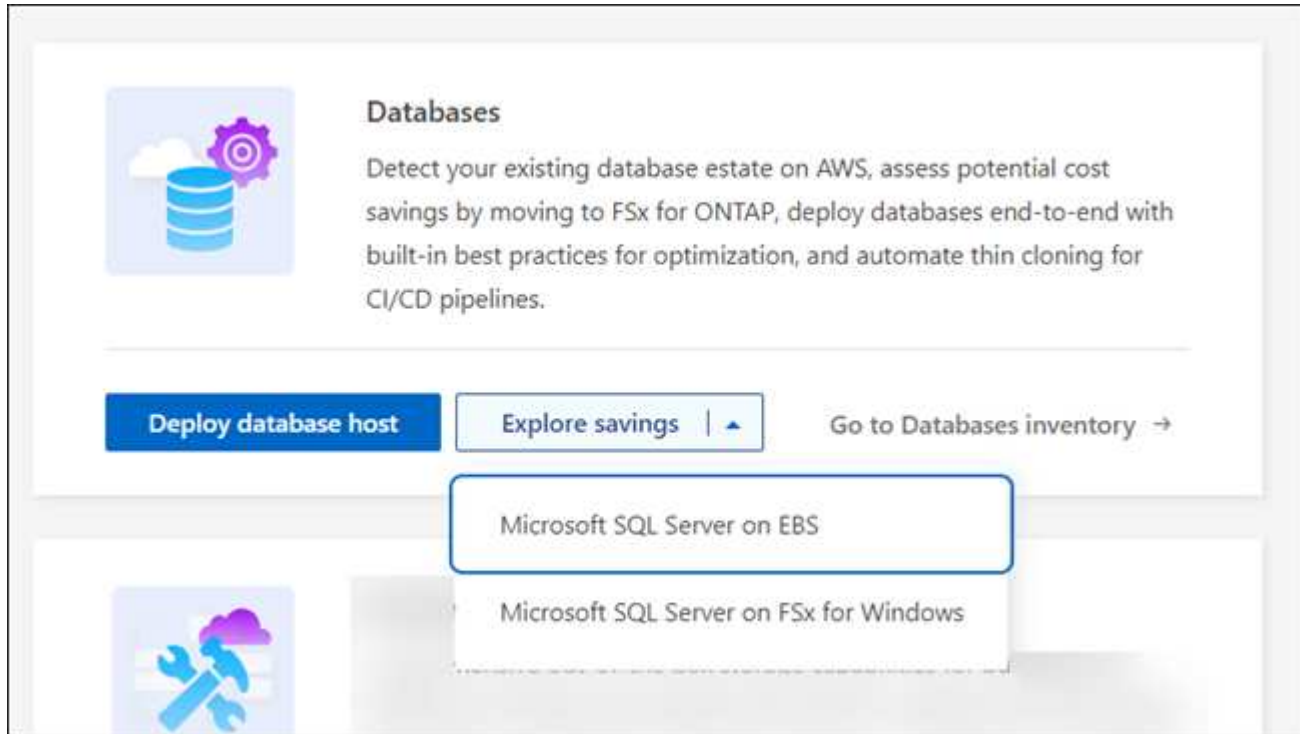 Databases
Detect your existing database estate on AWS, assess potential cost
savings by moving to FSx for ONTAP, deploy databases end-to-end with
built-in best practices for optimization, and automate thin cloning for
CI/CD pipelines.
Deploy database host
Explore savings
Go to Databases inventory →
Microsoft SQL Server on EBS
Microsoft SQL Server on FSx for Windows